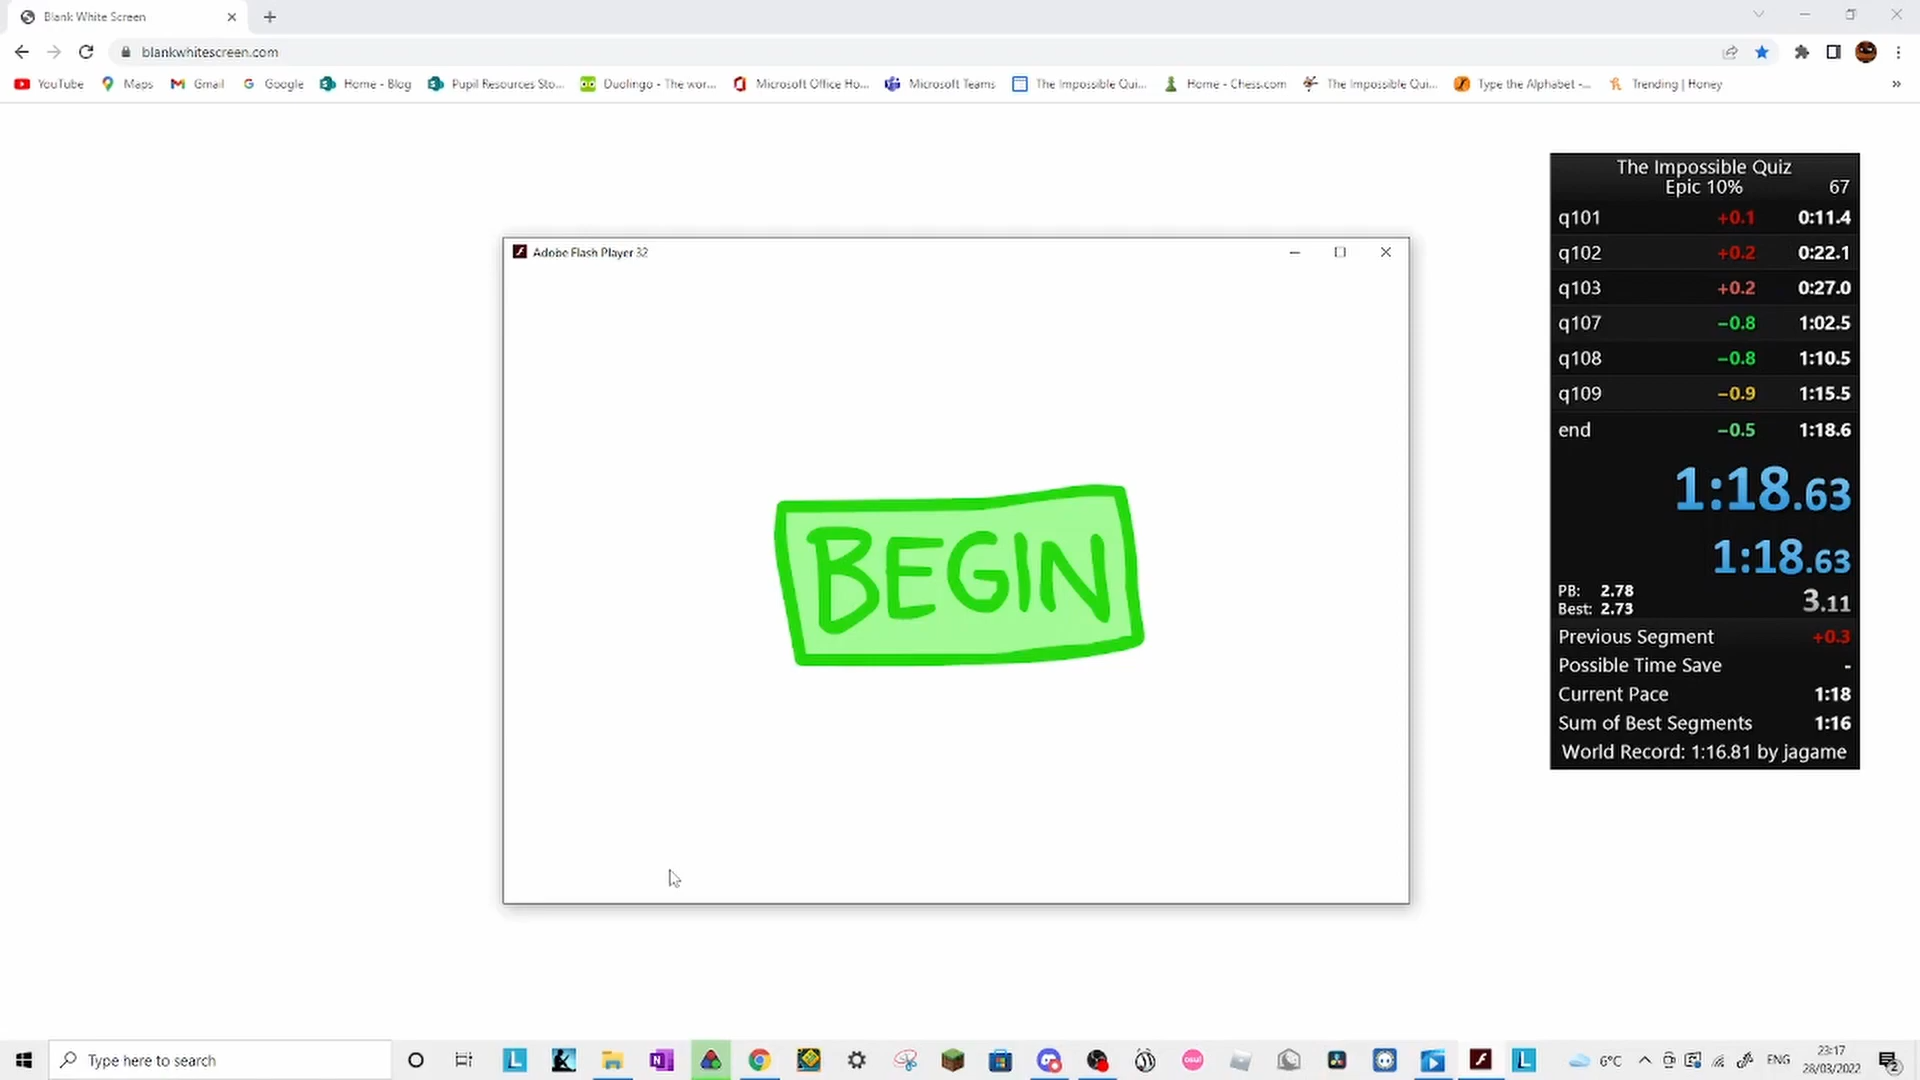 Blank White Screen
blankwhitescreen.com
YouTube Maps Gmail Google Home - Blog Pupil Resources Sto... Duolingo - The wor... Microsoft Office Ho... Microsoft Teams The Impossible Qui... Home - Chess.com The Impossible Qui... Type the Alphabet -... Trending | Honey »
Adobe Flash Player 32
BEGIN
The Impossible Quiz
Epic 10% 67
q101 +0.1 0:11.4
q102 +0.2 0:22.1
q103 +0.2 0:27.0
q107 −0.8 1:02.5
q108 −0.8 1:10.5
q109 −0.9 1:15.5
end −0.5 1:18.6
1:18.63
1:18.63
PB: 2.78
Best: 2.73
3.11
Previous Segment +0.3
Possible Time Save -
Current Pace 1:18
Sum of Best Segments 1:16
World Record: 1:16.81 by jagame
Type here to search
osu!
6°C
ENG
23:17
28/03/2022
2